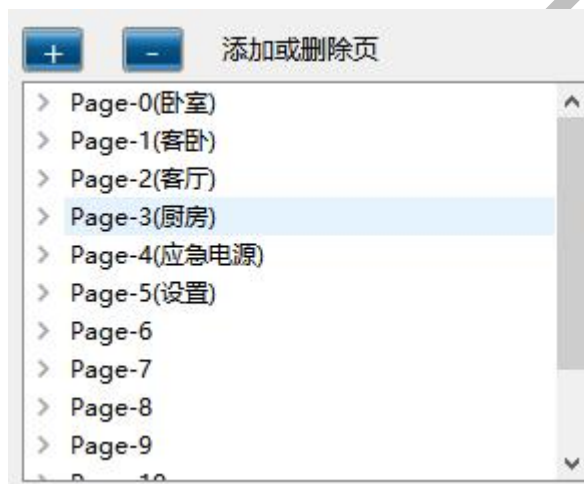 + - 添加或删除页
Page-0(卧室)
Page-1(客卧)
Page-2(客厅)
Page-3(厨房)
Page-4(应急电源)
Page-5(设置)
Page-6
Page-7
Page-8
Page-9